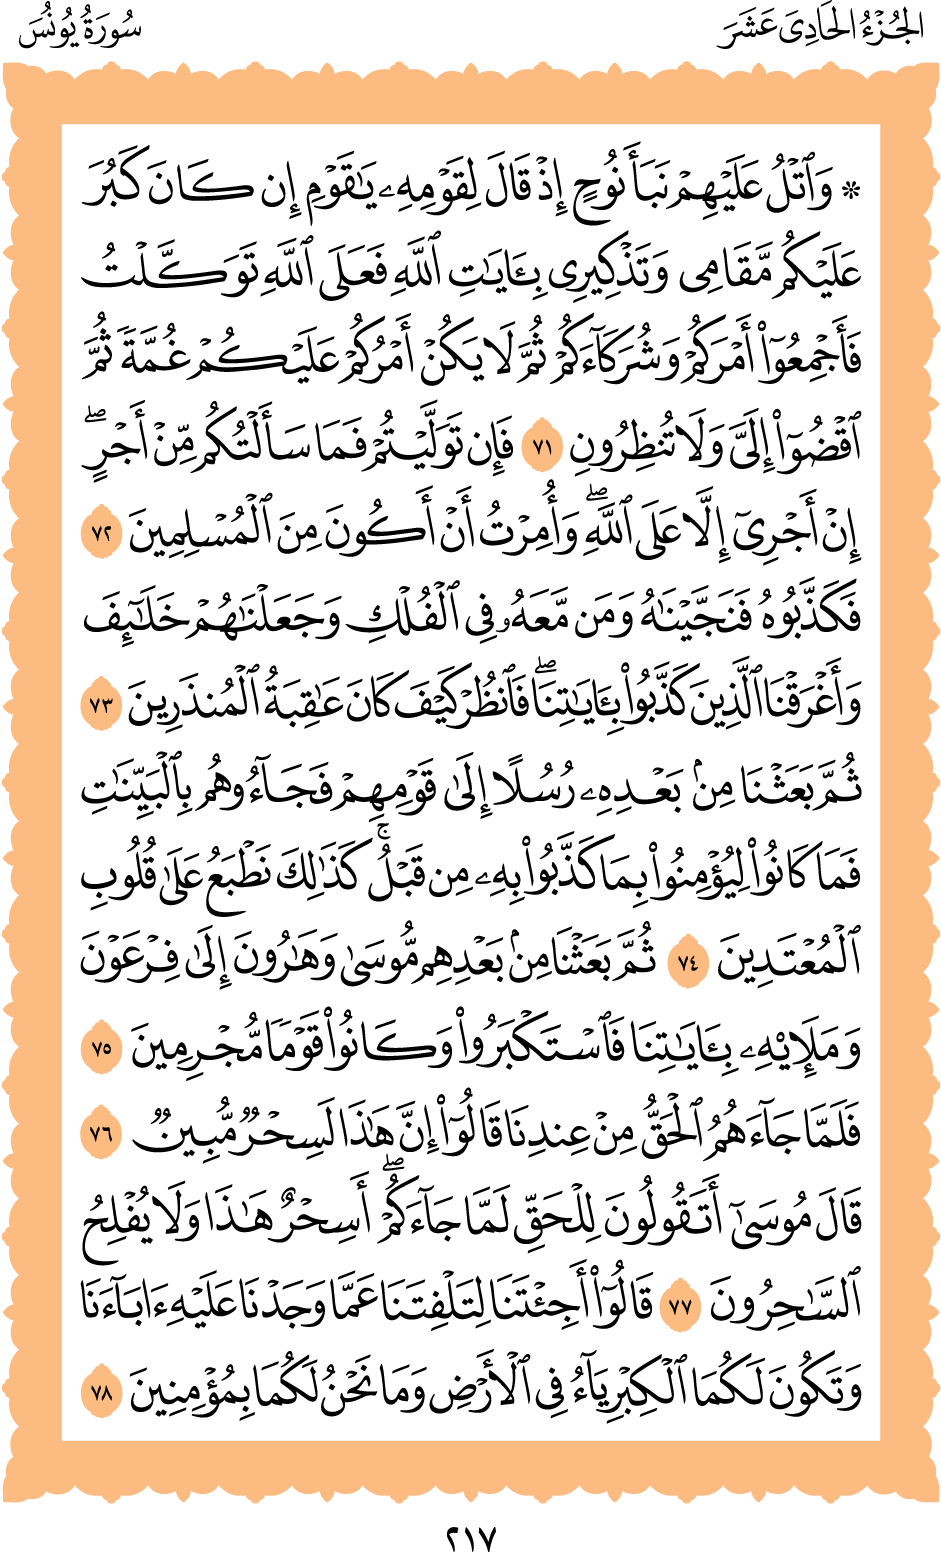 الجُزْءُ الحَادِىَ عَشَرَ
سُورَةُ يُونُسَ
۞ وَٱتْلُ عَلَيْهِمْ نَبَأَ نُوحٍ إِذْ قَالَ لِقَوْمِهِۦ يَٰقَوْمِ إِن كَانَ كَبُرَ
عَلَيْكُم مَّقَامِى وَتَذْكِيرِى بِـَٔايَٰتِ ٱللَّهِ فَعَلَى ٱللَّهِ تَوَكَّلْتُ
فَأَجْمِعُوٓا۟ أَمْرَكُمْ وَشُرَكَآءَكُمْ ثُمَّ لَا يَكُنْ أَمْرُكُمْ عَلَيْكُمْ غُمَّةً ثُمَّ
ٱقْضُوٓا۟ إِلَىَّ وَلَا تُنظِرُونِ ٧١ فَإِن تَوَلَّيْتُمْ فَمَا سَأَلْتُكُم مِّنْ أَجْرٍ ۖ
إِنْ أَجْرِىَ إِلَّا عَلَى ٱللَّهِ ۖ وَأُمِرْتُ أَنْ أَكُونَ مِنَ ٱلْمُسْلِمِينَ ٧٢
فَكَذَّبُوهُ فَنَجَّيْنَٰهُ وَمَن مَّعَهُۥ فِى ٱلْفُلْكِ وَجَعَلْنَٰهُمْ خَلَٰٓئِفَ
وَأَغْرَقْنَا ٱلَّذِينَ كَذَّبُوا۟ بِـَٔايَٰتِنَا ۖ فَٱنظُرْ كَيْفَ كَانَ عَٰقِبَةُ ٱلْمُنذَرِينَ ٧٣
ثُمَّ بَعَثْنَا مِنۢ بَعْدِهِۦ رُسُلًا إِلَىٰ قَوْمِهِمْ فَجَآءُوهُم بِٱلْبَيِّنَٰتِ
فَمَا كَانُوا۟ لِيُؤْمِنُوا۟ بِمَا كَذَّبُوا۟ بِهِۦ مِن قَبْلُ ۚ كَذَٰلِكَ نَطْبَعُ عَلَىٰ قُلُوبِ
ٱلْمُعْتَدِينَ ٧٤ ثُمَّ بَعَثْنَا مِنۢ بَعْدِهِم مُّوسَىٰ وَهَٰرُونَ إِلَىٰ فِرْعَوْنَ
وَمَلَإِي۟هِۦ بِـَٔايَٰتِنَا فَٱسْتَكْبَرُوا۟ وَكَانُوا۟ قَوْمًا مُّجْرِمِينَ ٧٥
فَلَمَّا جَآءَهُمُ ٱلْحَقُّ مِنْ عِندِنَا قَالُوٓا۟ إِنَّ هَٰذَا لَسِحْرٌ مُّبِينٌ ٧٦
قَالَ مُوسَىٰٓ أَتَقُولُونَ لِلْحَقِّ لَمَّا جَآءَكُمْ ۖ أَسِحْرٌ هَٰذَا وَلَا يُفْلِحُ
ٱلسَّٰحِرُونَ ٧٧ قَالُوٓا۟ أَجِئْتَنَا لِتَلْفِتَنَا عَمَّا وَجَدْنَا عَلَيْهِ ءَابَآءَنَا
وَتَكُونَ لَكُمَا ٱلْكِبْرِيَآءُ فِى ٱلْأَرْضِ وَمَا نَحْنُ لَكُمَا بِمُؤْمِنِينَ ٧٨
٢١٧